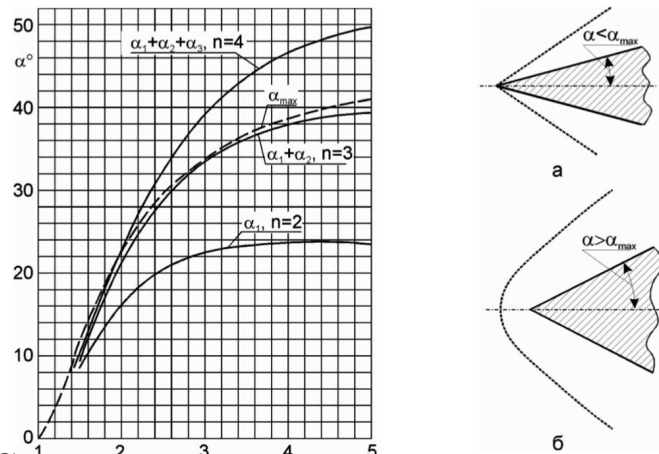 50
α°
α₁+α₂+α₃, n=4
40
αmax
α₁+α₂, n=3
30
α₁, n=2
20
10
0
1 2 3 4 5
α<αmax
а
α>αmax
б